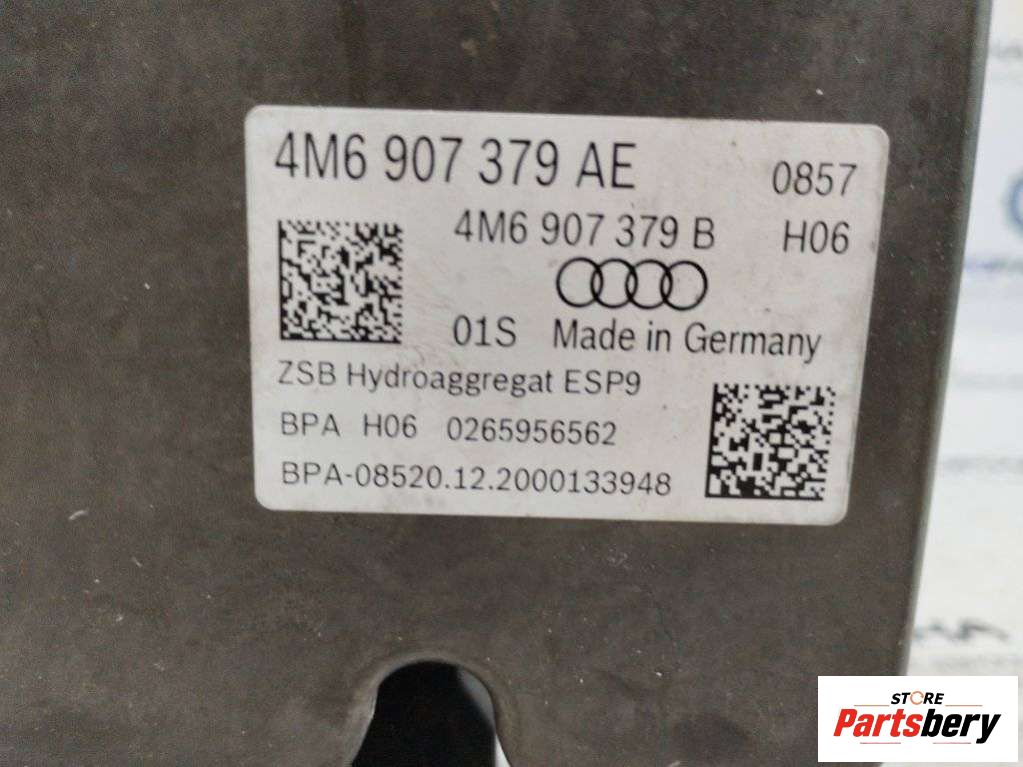 4M6 907 379 AE 0857
4M6 907 379 B H06
01S Made in Germany
ZSB Hydroaggregat ESP9
BPA H06 0265956562
BPA-08520.12.2000133948
STORE
Partsbery